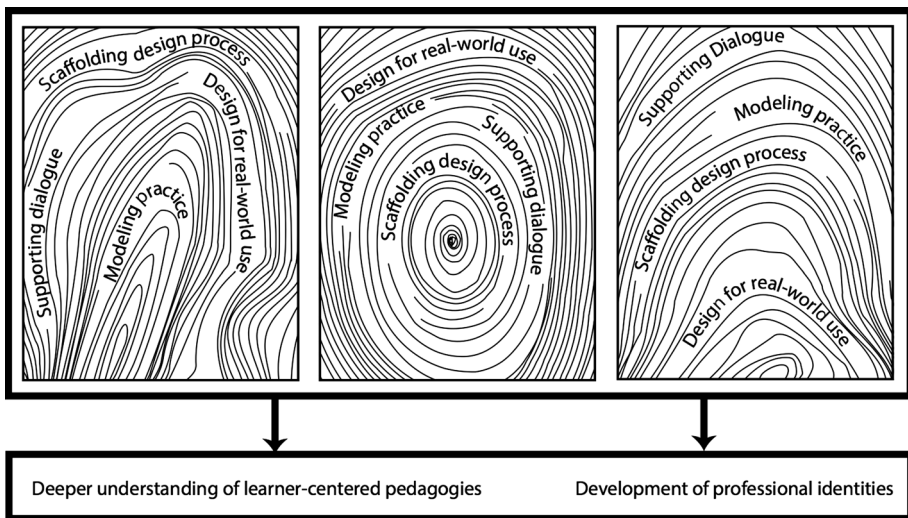 Scaffolding design process
Design for real-world use
Supporting dialogue
Modeling practice
Design for real-world use
Modeling practice
Supporting dialogue
Scaffolding design process
Supporting Dialogue
Modeling practice
Scaffolding design process
Design for real-world use
Deeper understanding of learner-centered pedagogies
Development of professional identities